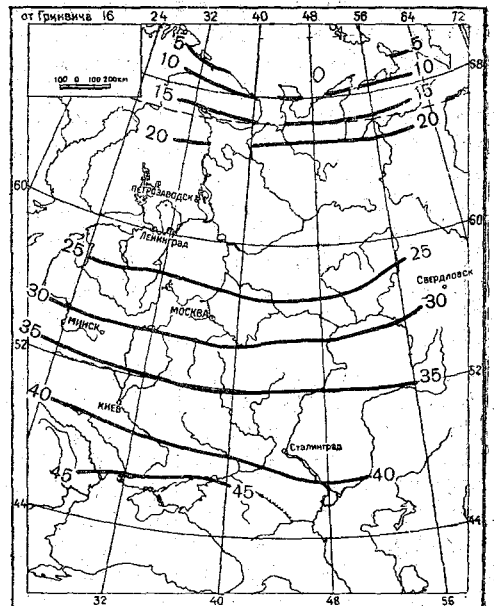 от Гринвича 16 24 32 40 48 56 64 72
5 5
10 0 10
68
100 0 100 200км
15 15
20 20
60 ПЕТРОЗАВОДСК 60
ЛЕНИНГРАД
25 25
СВЕРДЛОВСК
30 МОСКВА 30
МИНСК
35 35
52 52
40 КИЕВ
Сталинград
45 45 40
44 44
32 40 48 56